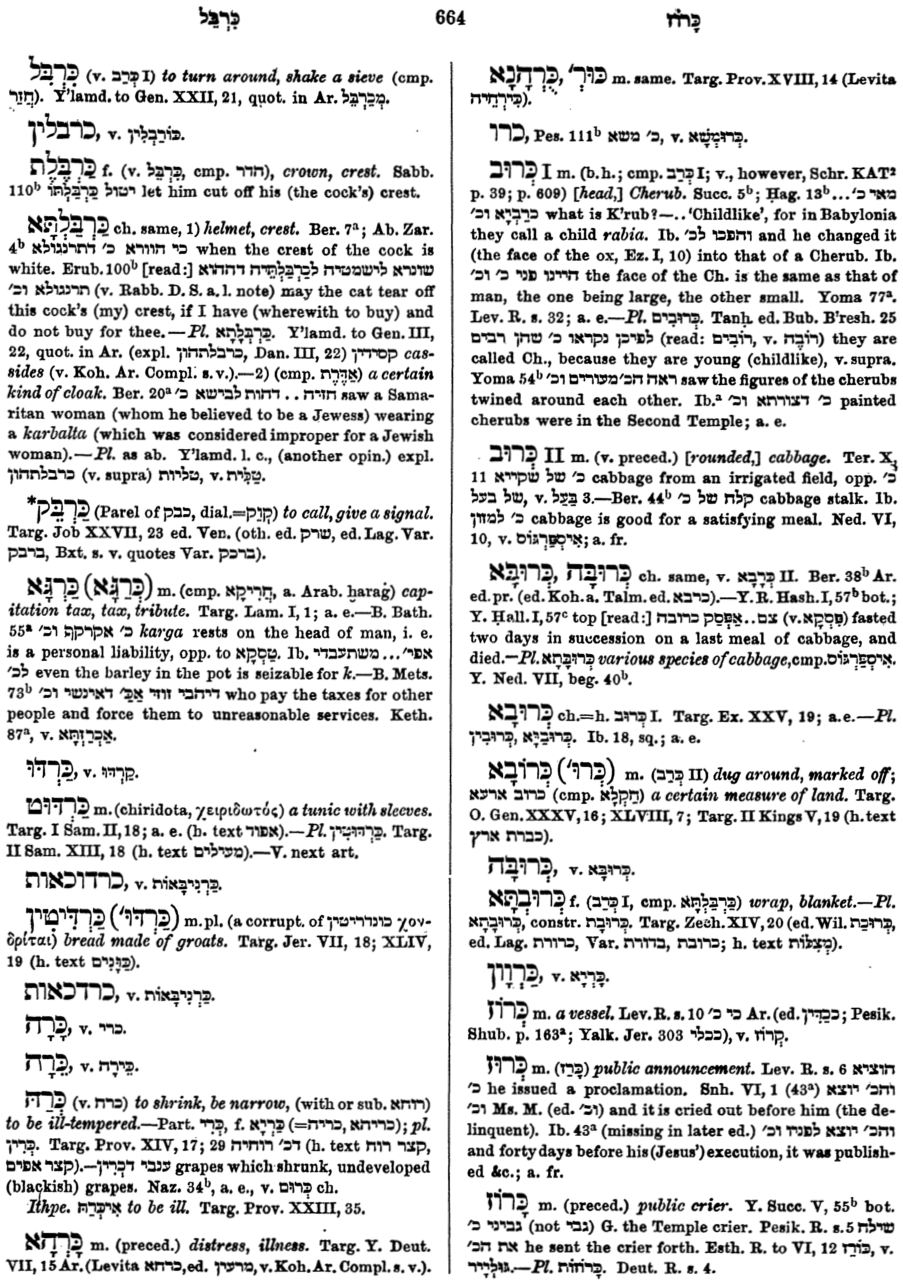 כַּרְבֵּל 664 כָּרוֹז
כִּרְבֵּל (v. כָּרַב I) to turn around, shake a sieve (cmp.
חֲזַר). Y'lamd. to Gen. XXII, 21, quot. in Ar. מְכַרְבֵּל.
כרבלין, v. כּוֹרְבְלִין.
כַּרְבֶּלֶת f. (v. כַּרְבֵּל, cmp. חדר), crown, crest. Sabb.
110b יטול כַּרְבַּלְתּוֹ let him cut off his (the cock's) crest.
כַּרְבַּלְתָּא ch. same, 1) helmet, crest. Ber. 7a; Ab. Zar.
4b כי חוורא כ' דתרנגולא when the crest of the cock is
white. Erub. 100b [read:] שונרא לישמטיה לכַרְבַּלְתֵּיה דההוא
תרנגולא וכ' (v. Rabb. D. S. a. l. note) may the cat tear off
this cock's (my) crest, if I have (wherewith to buy) and
do not buy for thee.—Pl. כַּרְבְּלָתָא. Y'lamd. to Gen. III,
22, quot. in Ar. (expl. כרבלתהון, Dan. III, 22) קסידין cas-
sides (v. Koh. Ar. Compl. s. v.).—2) (cmp. אַדֶּרֶת) a certain
kind of cloak. Ber. 20a חזיה . . דהות לבישא כ' saw a Sama-
ritan woman (whom he believed to be a Jewess) wearing
a karbalta (which was considered improper for a Jewish
woman).—Pl. as ab. Y'lamd. l. c., (another opin.) expl.
כרבלתהון (v. supra) טליות, v. טַלִּית.
*כַּרְבֵּק (Parel of כבק, dial.=קְוַק) to call, give a signal.
Targ. Job XXVII, 23 ed. Ven. (oth. ed. שרק, ed. Lag. Var.
ברבק, Bxt. s. v. quotes Var. ברכק).
כַּרְגָּא (כְּרַגָּא) m. (cmp. חֲרֵיקָא, a. Arab. ḥaraġ) cap-
itation tax, tax, tribute. Targ. Lam. I, 1; a. e.—B. Bath.
55a כ' אקרקף וכ' karga rests on the head of man, i. e.
is a personal liability, opp. to טַסְקָא. Ib. אפי' ... משתעבדי
לכ' even the barley in the pot is seizable for k.—B. Mets.
73b דיהבי זוזי אַכַּ' דאינשי וכ' who pay the taxes for other
people and force them to unreasonable services. Keth.
87a, v. אַכְרַזְתָּא.
כַּרְדּוּ, v. קַרְדּוּ.
כַּרְדּוּט m. (chiridota, χειριδωτός) a tunic with sleeves.
Targ. I Sam. II, 18; a. e. (h. text אפוד).—Pl. כַּרְדּוּטִין. Targ.
II Sam. XIII, 18 (h. text מעילים).—V. next art.
כרדוכאות, v. כַּרְנִיבָּאוֹת.
כַּרְדִּיטִין (כַּרְדּוּ') m. pl. (a corrupt. of כונדריטין χον-
δρίται) bread made of groats. Targ. Jer. VII, 18; XLIV,
19 (h. text כַּוָּנִים).
כרדכאות, v. כַּרְנִיבָּאוֹת.
כָּרָה, v. כרי.
כֵּרָה, v. כֵּירָה.
כְּרַהּ (v. כרח) to shrink, be narrow, (with or sub. רוחא)
to be ill-tempered.—Part. כְּרֵי, f. כַּרְיָא (=כריהא, כריה); pl.
כְּרִין. Targ. Prov. XIV, 17; 29 דכ' רוחיה (h. text קצר רוח,
קצר אפים).—ענבי דכְרִין grapes which shrunk, undeveloped
(blackish) grapes. Naz. 34b, a. e., v. כְּרוּם ch.
Ithpe. אִיכְּרַהּ to be ill. Targ. Prov. XXIII, 35.
כָּרְהָא m. (preced.) distress, illness. Targ. Y. Deut.
VII, 15 Ar. (Levita כרחא, ed. מרעין, v. Koh. Ar. Compl. s. v.).
כֻּרְהָנָא, כּוּרְ' m. same. Targ. Prov. XVIII, 14 (Levita
כִּירְחֵיה).
כרו, Pes. 111b כ' משא, v. כְּרוּמְשָׁא.
כְּרוּב I m. (b. h.; cmp. כָּרַב I; v., however, Schr. KAT2
p. 39; p. 609) [head,] Cherub. Succ. 5b; Ḥag. 13b מאי כ'...
כרַבְיָא וכ' what is K'rub?—.. 'Childlike', for in Babylonia
they call a child rabia. Ib. והפכו לכ' and he changed it
(the face of the ox, Ez. I, 10) into that of a Cherub. Ib.
היינו פני כ' וכ' the face of the Ch. is the same as that of
man, the one being large, the other small. Yoma 77a.
Lev. R. s. 32; a. e.—Pl. כְּרוּבִים. Tanḥ. ed. Bub. B'resh. 25
לפיכן נקראו כ' שהן רבים (read: רוֹבִים, v. רוֹבֶה) they are
called Ch., because they are young (childlike), v. supra.
Yoma 54b ראה הכ' מעורים וכ' saw the figures of the cherubs
twined around each other. Ib.a כ' דצורתא וכ' painted
cherubs were in the Second Temple; a. e.
כְּרוּב II m. (v. preced.) [rounded,] cabbage. Ter. X,
11 כ' של שקייא cabbage from an irrigated field, opp. כ'
של בעל, v. בַּעַל 3.—Ber. 44b קלח של כ' cabbage stalk. Ib.
כ' למזון cabbage is good for a satisfying meal. Ned. VI,
10, v. אִיסְפַּרְגוֹס; a. fr.
כְּרוּבָּה, כְּרוּבָּא ch. same, v. כְּרָבָא II. Ber. 38b Ar.
ed. pr. (ed. Koh. a. Talm. ed. כרבא).—Y. R. Hash. I, 57b bot.;
Y. Ḥall. I, 57c top [read:] צם..אַפְסֵק כרובה (v. פִּסְקָא) fasted
two days in succession on a last meal of cabbage, and
died.—Pl. כְּרוּבָּתָא various species of cabbage, cmp. אִיסְפַּרְגוֹס.
Y. Ned. VII, beg. 40b.
כְּרוּבָא ch.=h. כְּרוּב I. Targ. Ex. XXV, 19; a. e.—Pl.
כְּרוּבַיָּא, כְּרוּבִין. Ib. 18, sq.; a. e.
כְּרוֹבָא (כְּרוּ') m. (כְּרַב II) dug around, marked off;
כרוב ארעא (cmp. חַקְלָא) a certain measure of land. Targ.
O. Gen. XXXV, 16; XLVIII, 7; Targ. II Kings V, 19 (h. text
כברת ארץ).
כְּרוּבָּה, v. כְּרוּבָּא.
כְּרוּבְתָּא f. (כָּרַב I, cmp. כַּרְבַּלְתָּא) wrap, blanket.—Pl.
כְּרוּבָתָא, constr. כְּרוּבַת. Targ. Zech. XIV, 20 (ed. Wil. כְּרוּבַּת,
ed. Lag. כרורת, Var. כרובת, בדורת; h. text מְצִלּוֹת).
כַּרְוָון, v. כָּרְיָא.
כְּרוֹז m. a vessel. Lev. R. s. 10 כי כ' Ar. (ed. ככַדִּין; Pesik.
Shub. p. 163a; Yalk. Jer. 303 ככלי), v. קְרוֹז.
כְּרוּז m. (כָּרַז) public announcement. Lev. R. s. 6 הוציא
כ' he issued a proclamation. Snh. VI, 1 (43a) והכ' יוצא
וכ' Ms. M. (ed. וכ') and it is cried out before him (the de-
linquent). Ib. 43a (missing in later ed.) והכ' יוצא לפניו וכ'
and forty days before his (Jesus') execution, it was publish-
ed &c.; a. fr.
כָּרוֹז m. (preced.) public crier. Y. Succ. V, 55b bot.
גביני כ' (not גבי) G. the Temple crier. Pesik. R. s. 5 שילח
את הכ' he sent the crier forth. Esth. R. to VI, 12 כּוֹרֵז, v.
גּוּלְיָיר.—Pl. כָּרוֹזוֹת. Deut. R. s. 4.